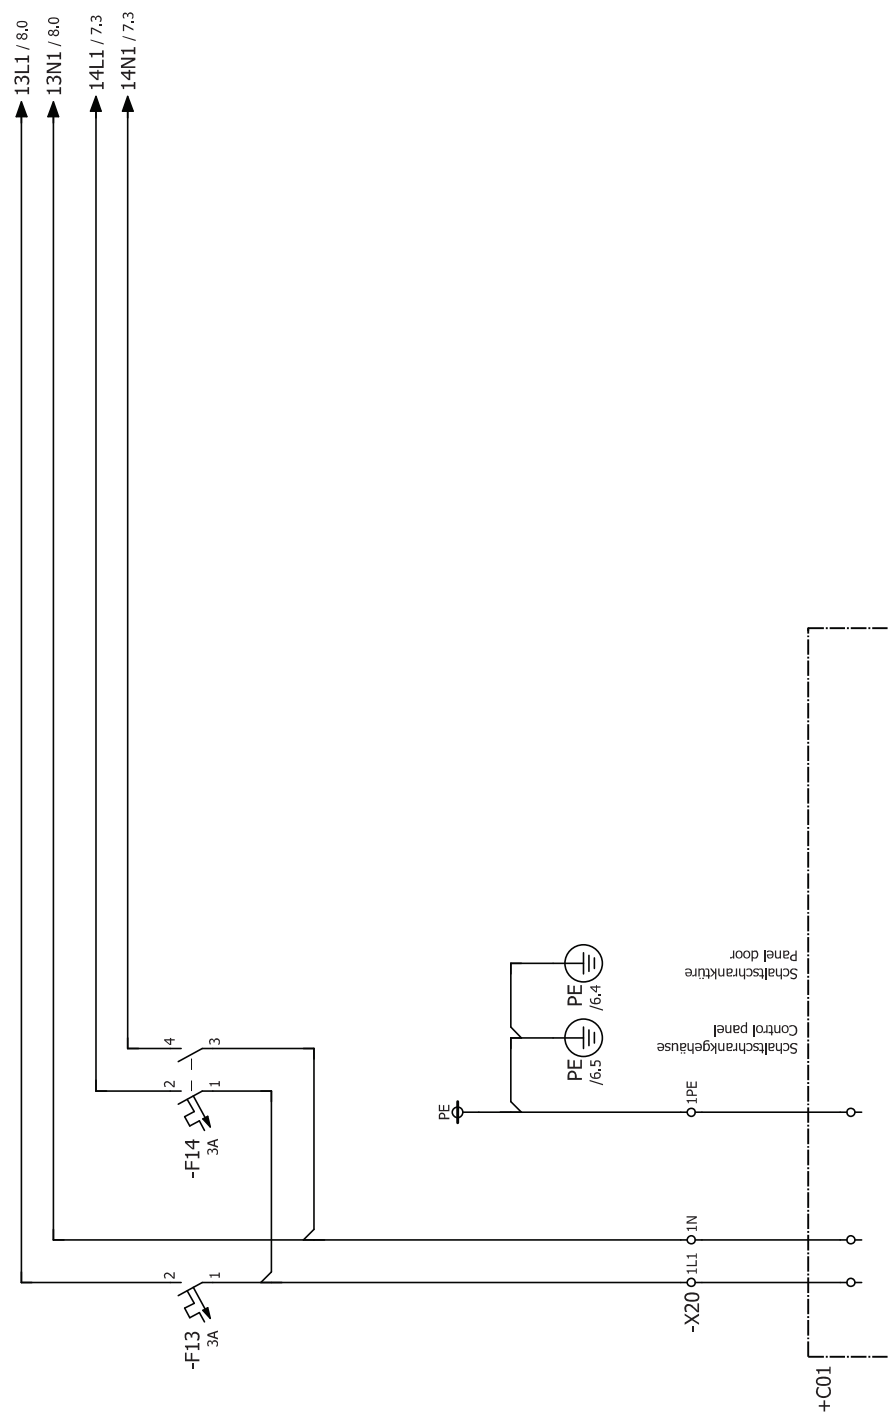 13L1 / 8.0
13N1 / 8.0
14L1 / 7.3
14N1 / 7.3
4
3
2
1
-F14
3A
2
1
-F13
3A
PE
PE
/6.4
PE
/6.5
Schaltschranktüre
Panel door
Schaltschrankgehäuse
Control panel
1PE
1N
1L1
-X20
+C01